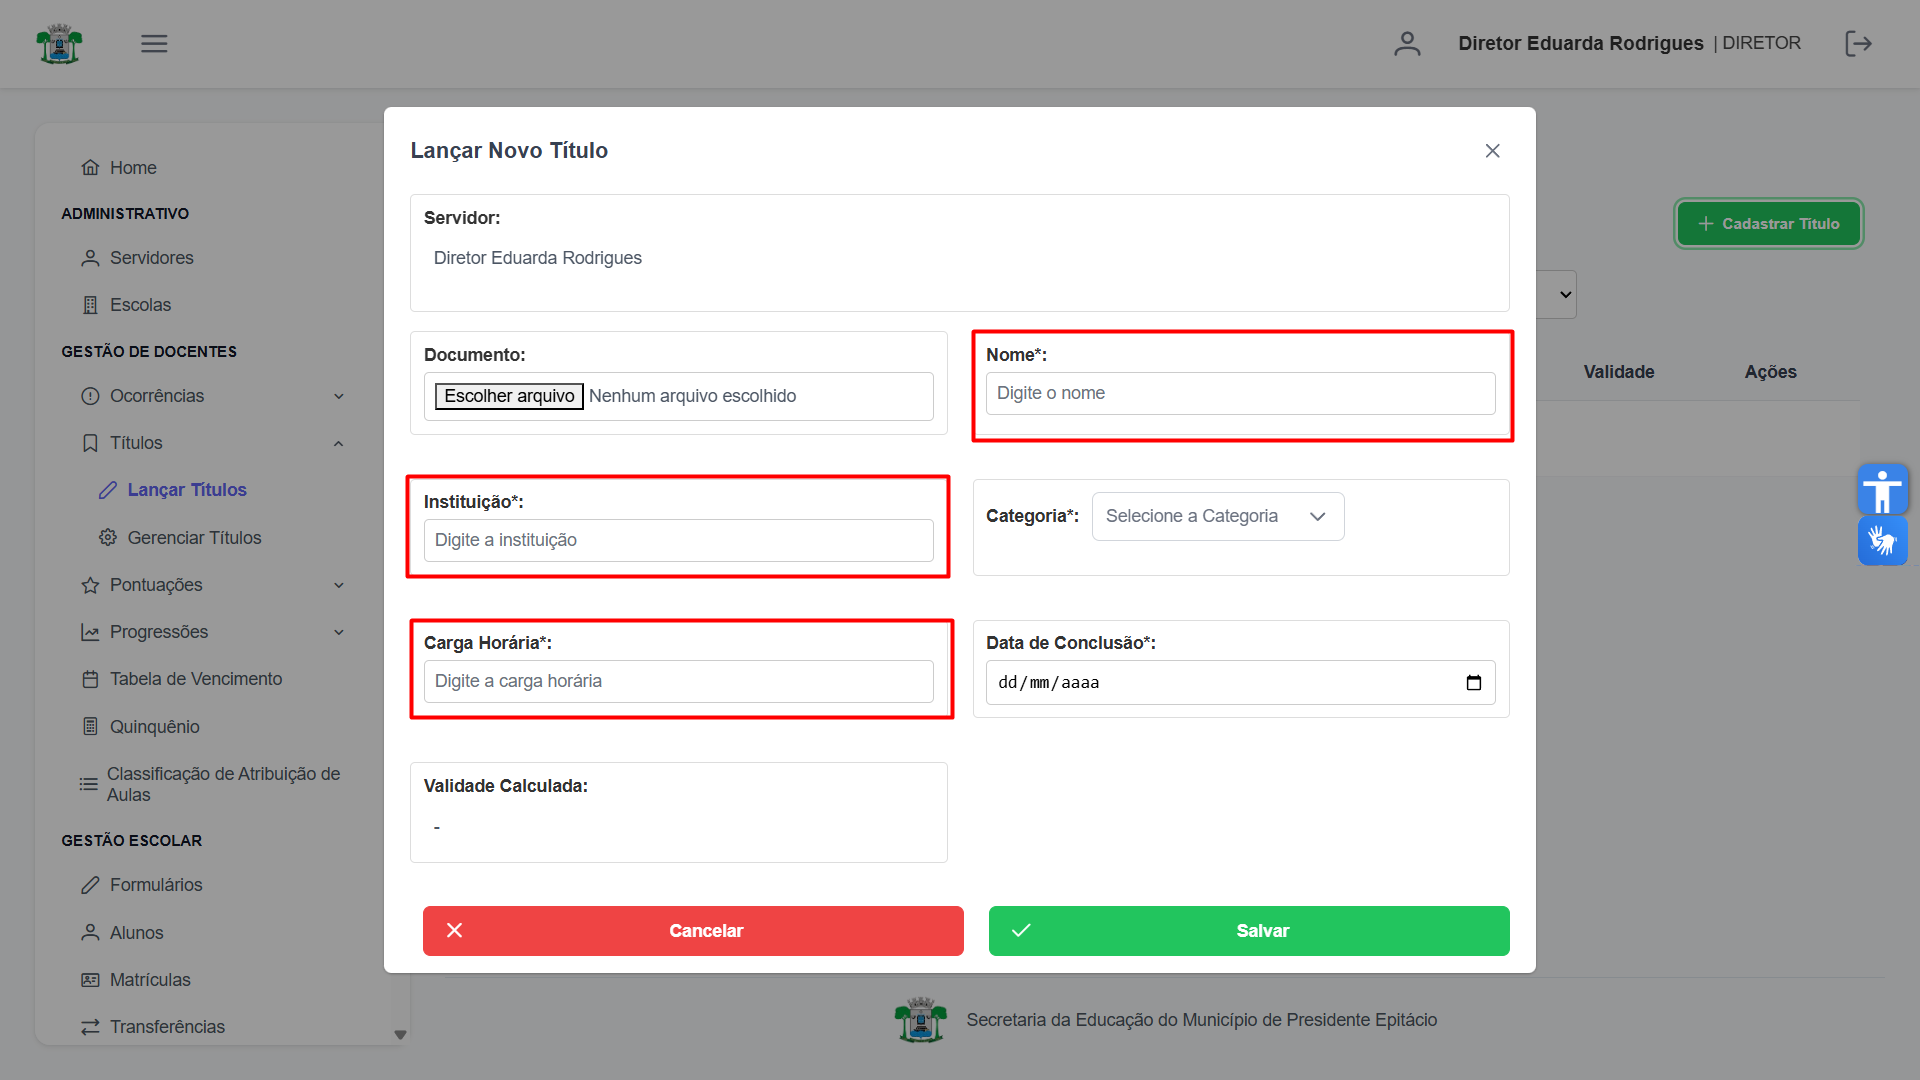 Diretor Eduarda Rodrigues | DIRETOR
Home
ADMINISTRATIVO
Servidores
Escolas
GESTÃO DE DOCENTES
Ocorrências
Títulos
Lançar Títulos
Gerenciar Títulos
Pontuações
Progressões
Tabela de Vencimento
Quinquênio
Classificação de Atribuição de
Aulas
GESTÃO ESCOLAR
Formulários
Alunos
Matrículas
Transferências
Lançar Novo Título
Servidor:
Diretor Eduarda Rodrigues
Documento:
Escolher arquivo Nenhum arquivo escolhido
Nome*:
Digite o nome
Instituição*:
Digite a instituição
Categoria*: Selecione a Categoria
Carga Horária*:
Digite a carga horária
Data de Conclusão*:
dd/mm/aaaa
Validade Calculada:
-
Cancelar
Salvar
+ Cadastrar Titulo
Validade Ações
Secretaria da Educação do Município de Presidente Epitácio